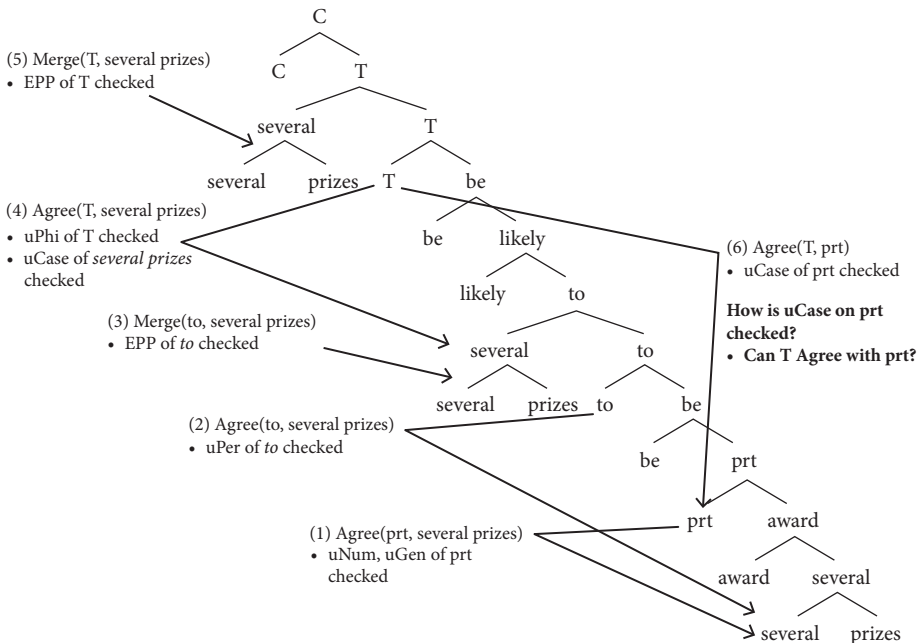 C
(5) Merge(T, several prizes)
• EPP of T checked
C T
several T
several prizes T be
(4) Agree(T, several prizes)
• uPhi of T checked
• uCase of several prizes
checked
be likely
(6) Agree(T, prt)
• uCase of prt checked
likely to
How is uCase on prt
checked?
• Can T Agree with prt?
(3) Merge(to, several prizes)
• EPP of to checked
several to
several prizes to be
(2) Agree(to, several prizes)
• uPer of to checked
be prt
prt award
(1) Agree(prt, several prizes)
• uNum, uGen of prt
checked
award several
several prizes